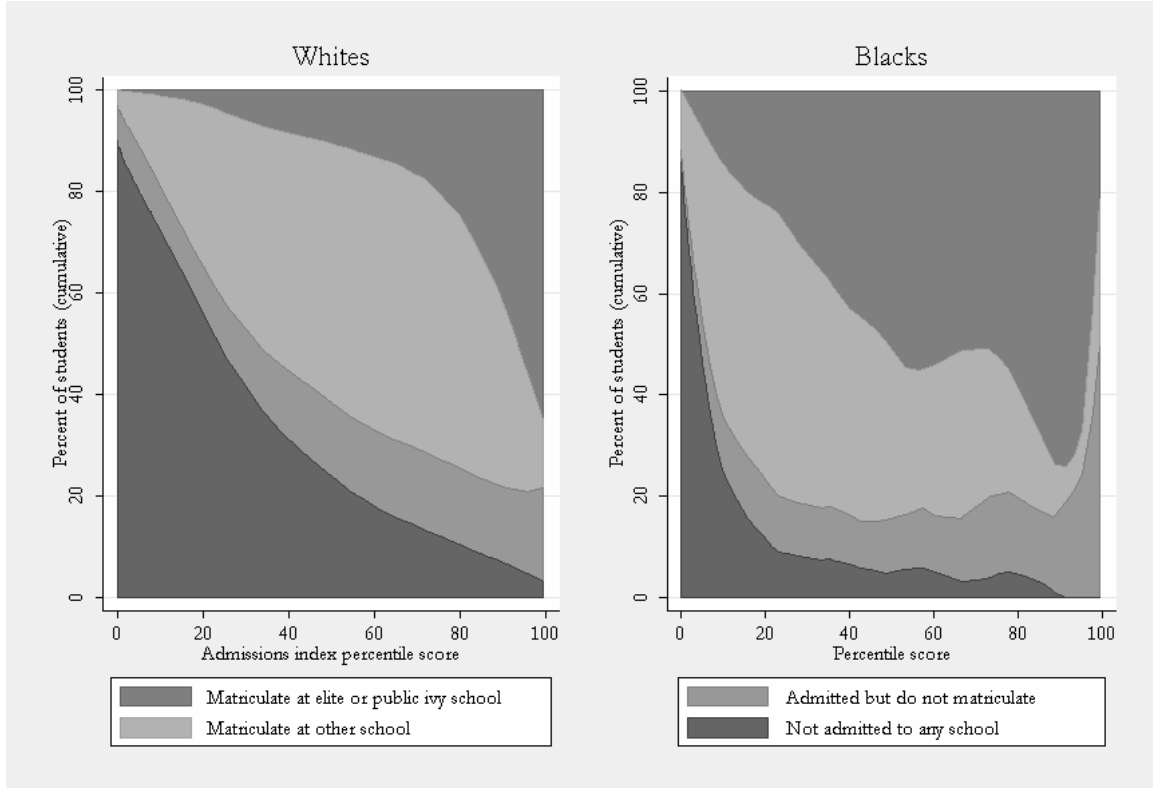 Whites
Percent of students (cumulative)
100
80
60
40
20
0
0 20 40 60 80 100
Admissions index percentile score
Matriculate at elite or public ivy school
Matriculate at other school
Blacks
Percent of students (cumulative)
100
80
60
40
20
0
0 20 40 60 80 100
Percentile score
Admitted but do not matriculate
Not admitted to any school